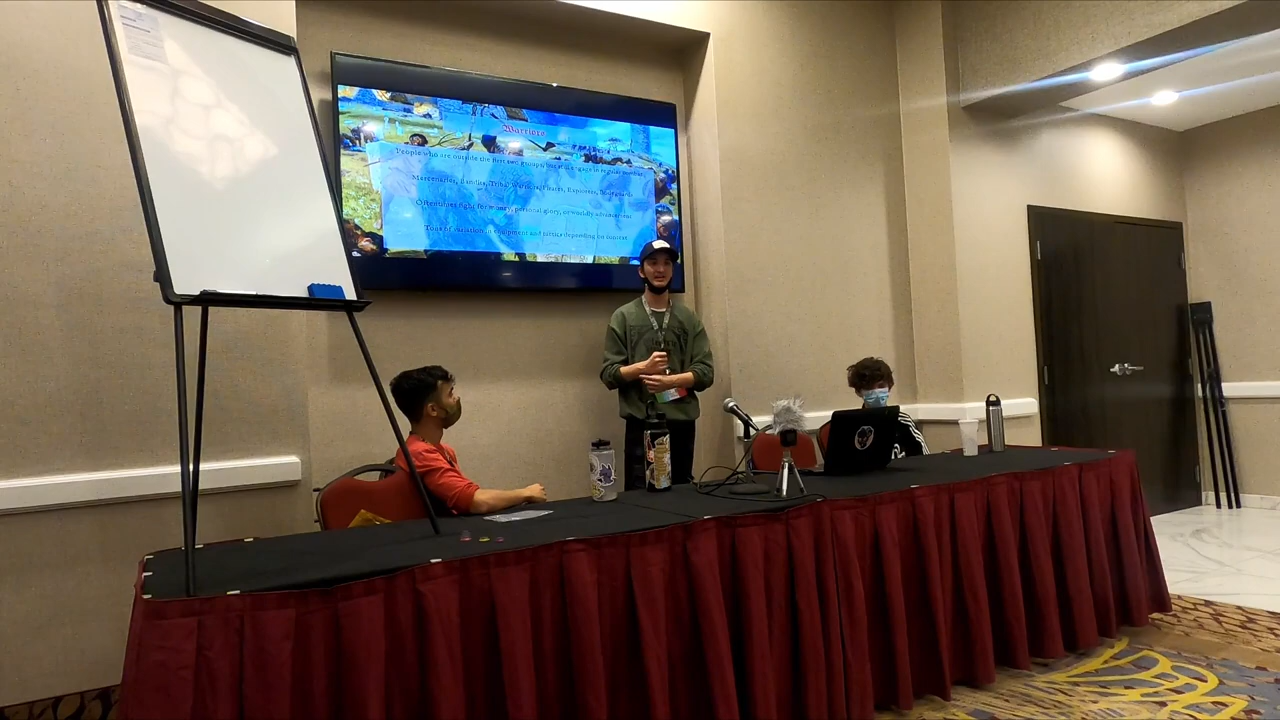 Warriors
People who are outside the first two groups, but still engage in regular combat
Mercenaries, Bandits, Tribal Warriors, Pirates, Explorers, Bodyguards
Oftentimes fight for money, personal glory, or worldly advancement
Tons of variation in equipment and tactics depending on context